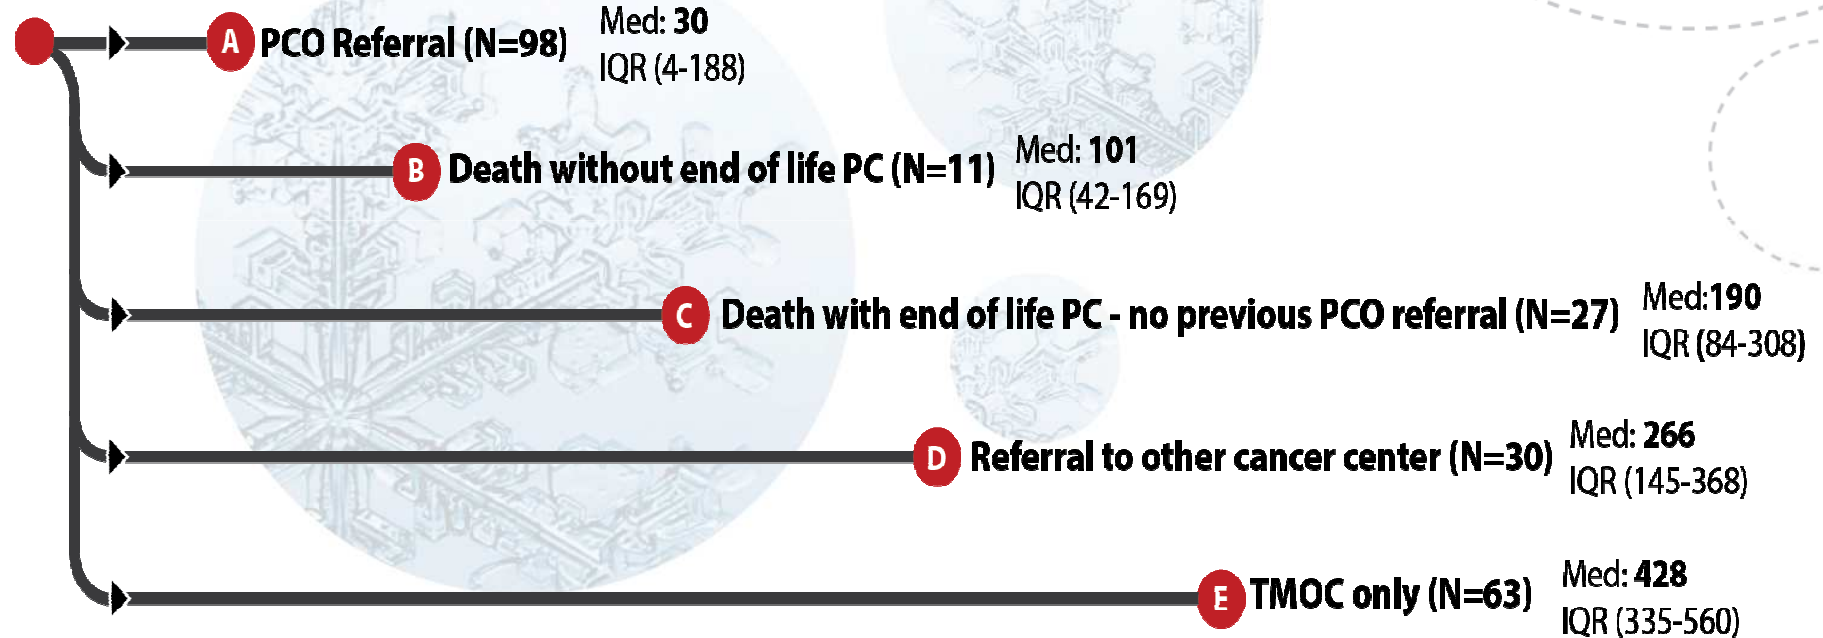 A PCO Referral (N=98) Med: 30
IQR (4-188)
B Death without end of life PC (N=11) Med: 101
IQR (42-169)
C Death with end of life PC - no previous PCO referral (N=27) Med:190
IQR (84-308)
D Referral to other cancer center (N=30) Med: 266
IQR (145-368)
E TMOC only (N=63) Med: 428
IQR (335-560)